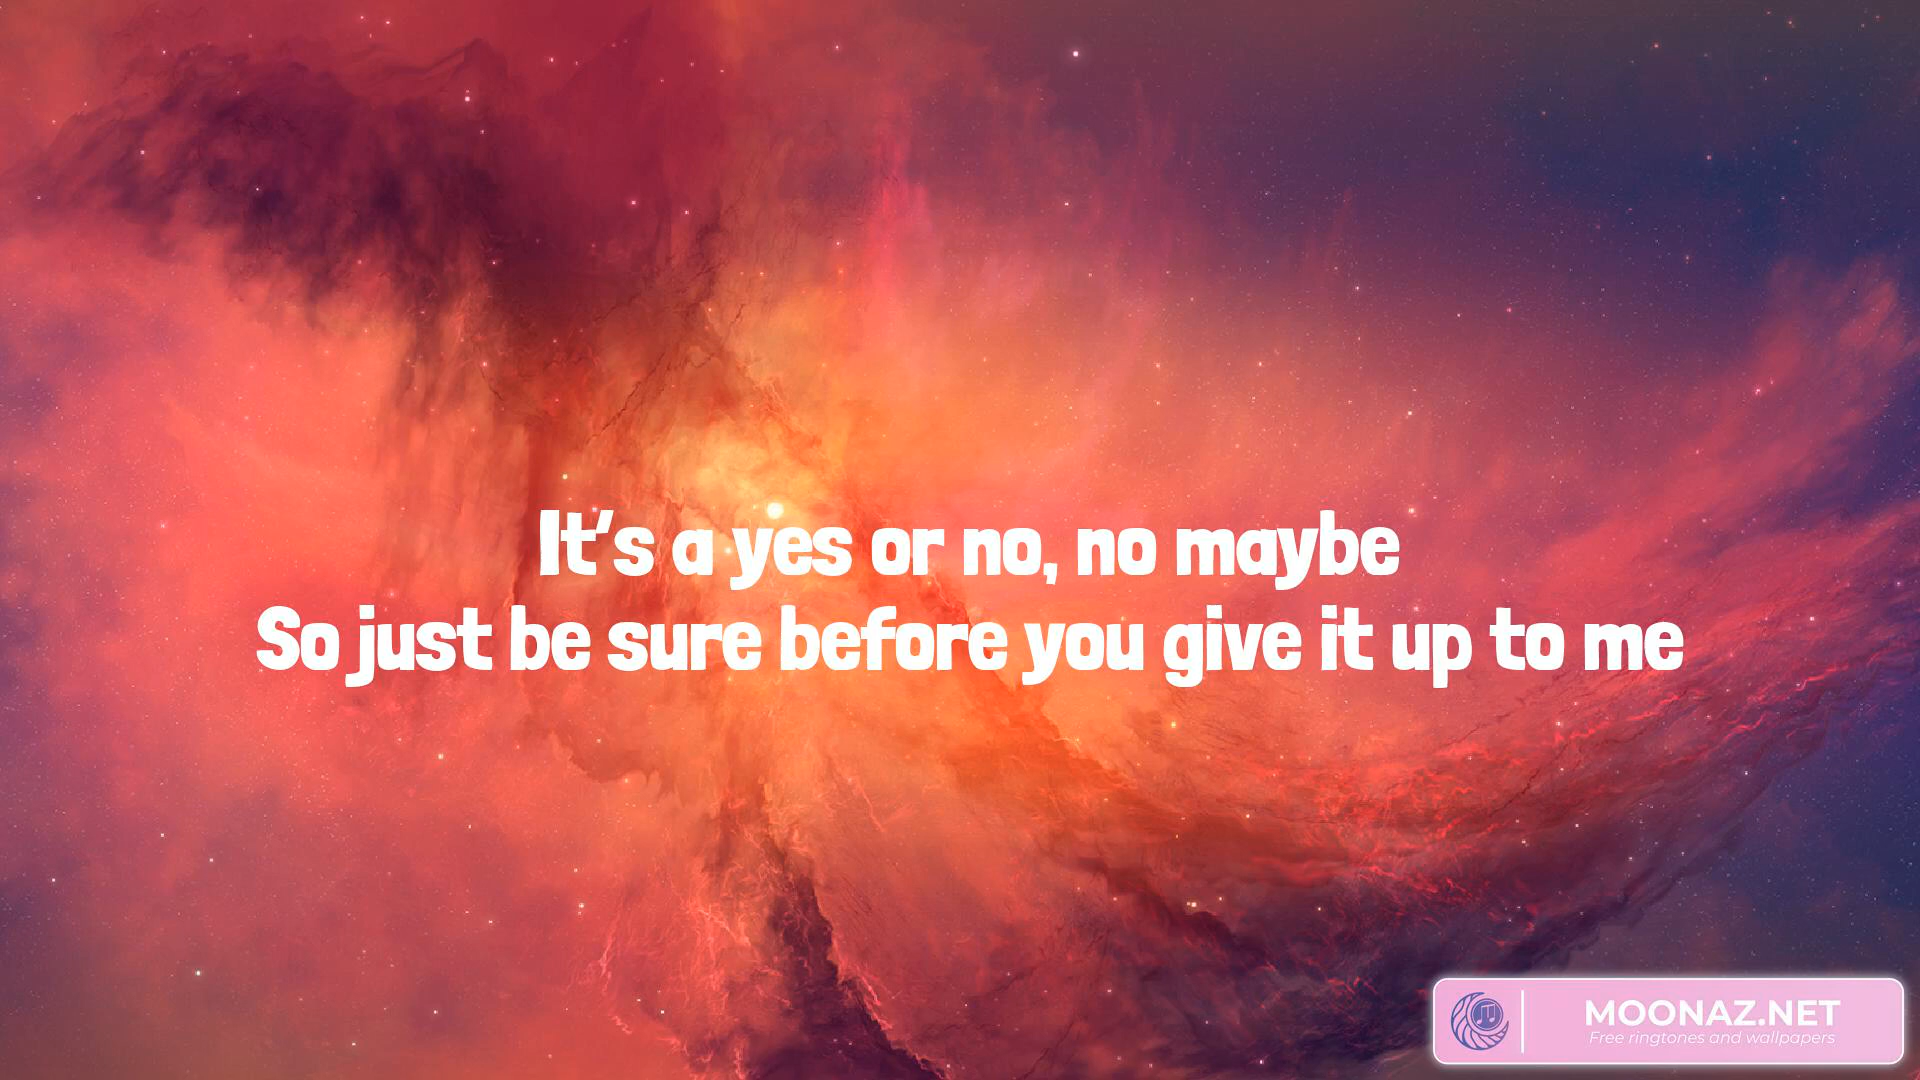 It's a yes or no, no maybe
So just be sure before you give it up to me
MOONAZ.NET
Free ringtones and wallpapers